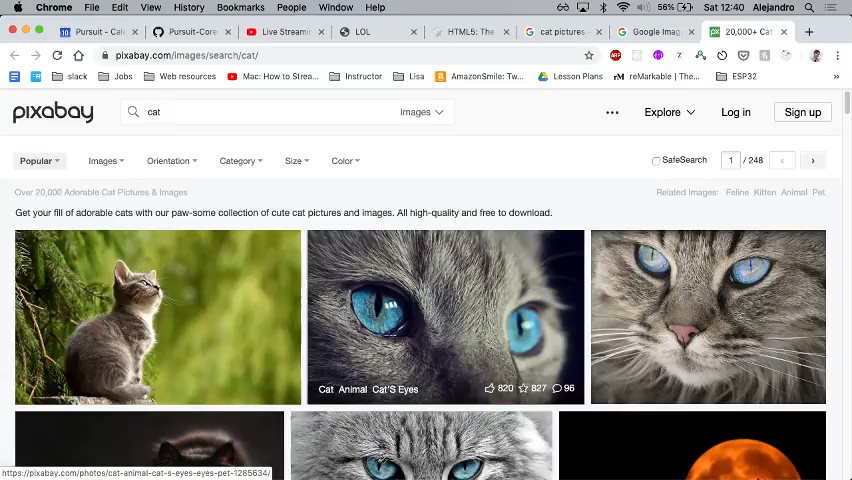 Chrome File Edit View History Bookmarks People Window Help 56% Sat 12:40 Alejandro
Pursuit - Cale Pursuit-Core Live Streamin LOL HTML5: The cat pictures Google Imag 20,000+ Cat
pixabay.com/images/search/cat/
slack Jobs Web resources Mac: How to Strea... Instructor Lisa AmazonSmile: Tw... Lesson Plans reMarkable | The... ESP32
pixabay cat Images Explore Log in Sign up
Popular Images Orientation Category Size Color SafeSearch 1 / 248
Over 20,000 Adorable Cat Pictures & Images Related Images: Feline Kitten Animal Pet
Get your fill of adorable cats with our paw-some collection of cute cat pictures and images. All high-quality and free to download.
Cat Animal Cat'S Eyes 820 827 96
https://pixabay.com/photos/cat-animal-cat-s-eyes-eyes-pet-1285634/